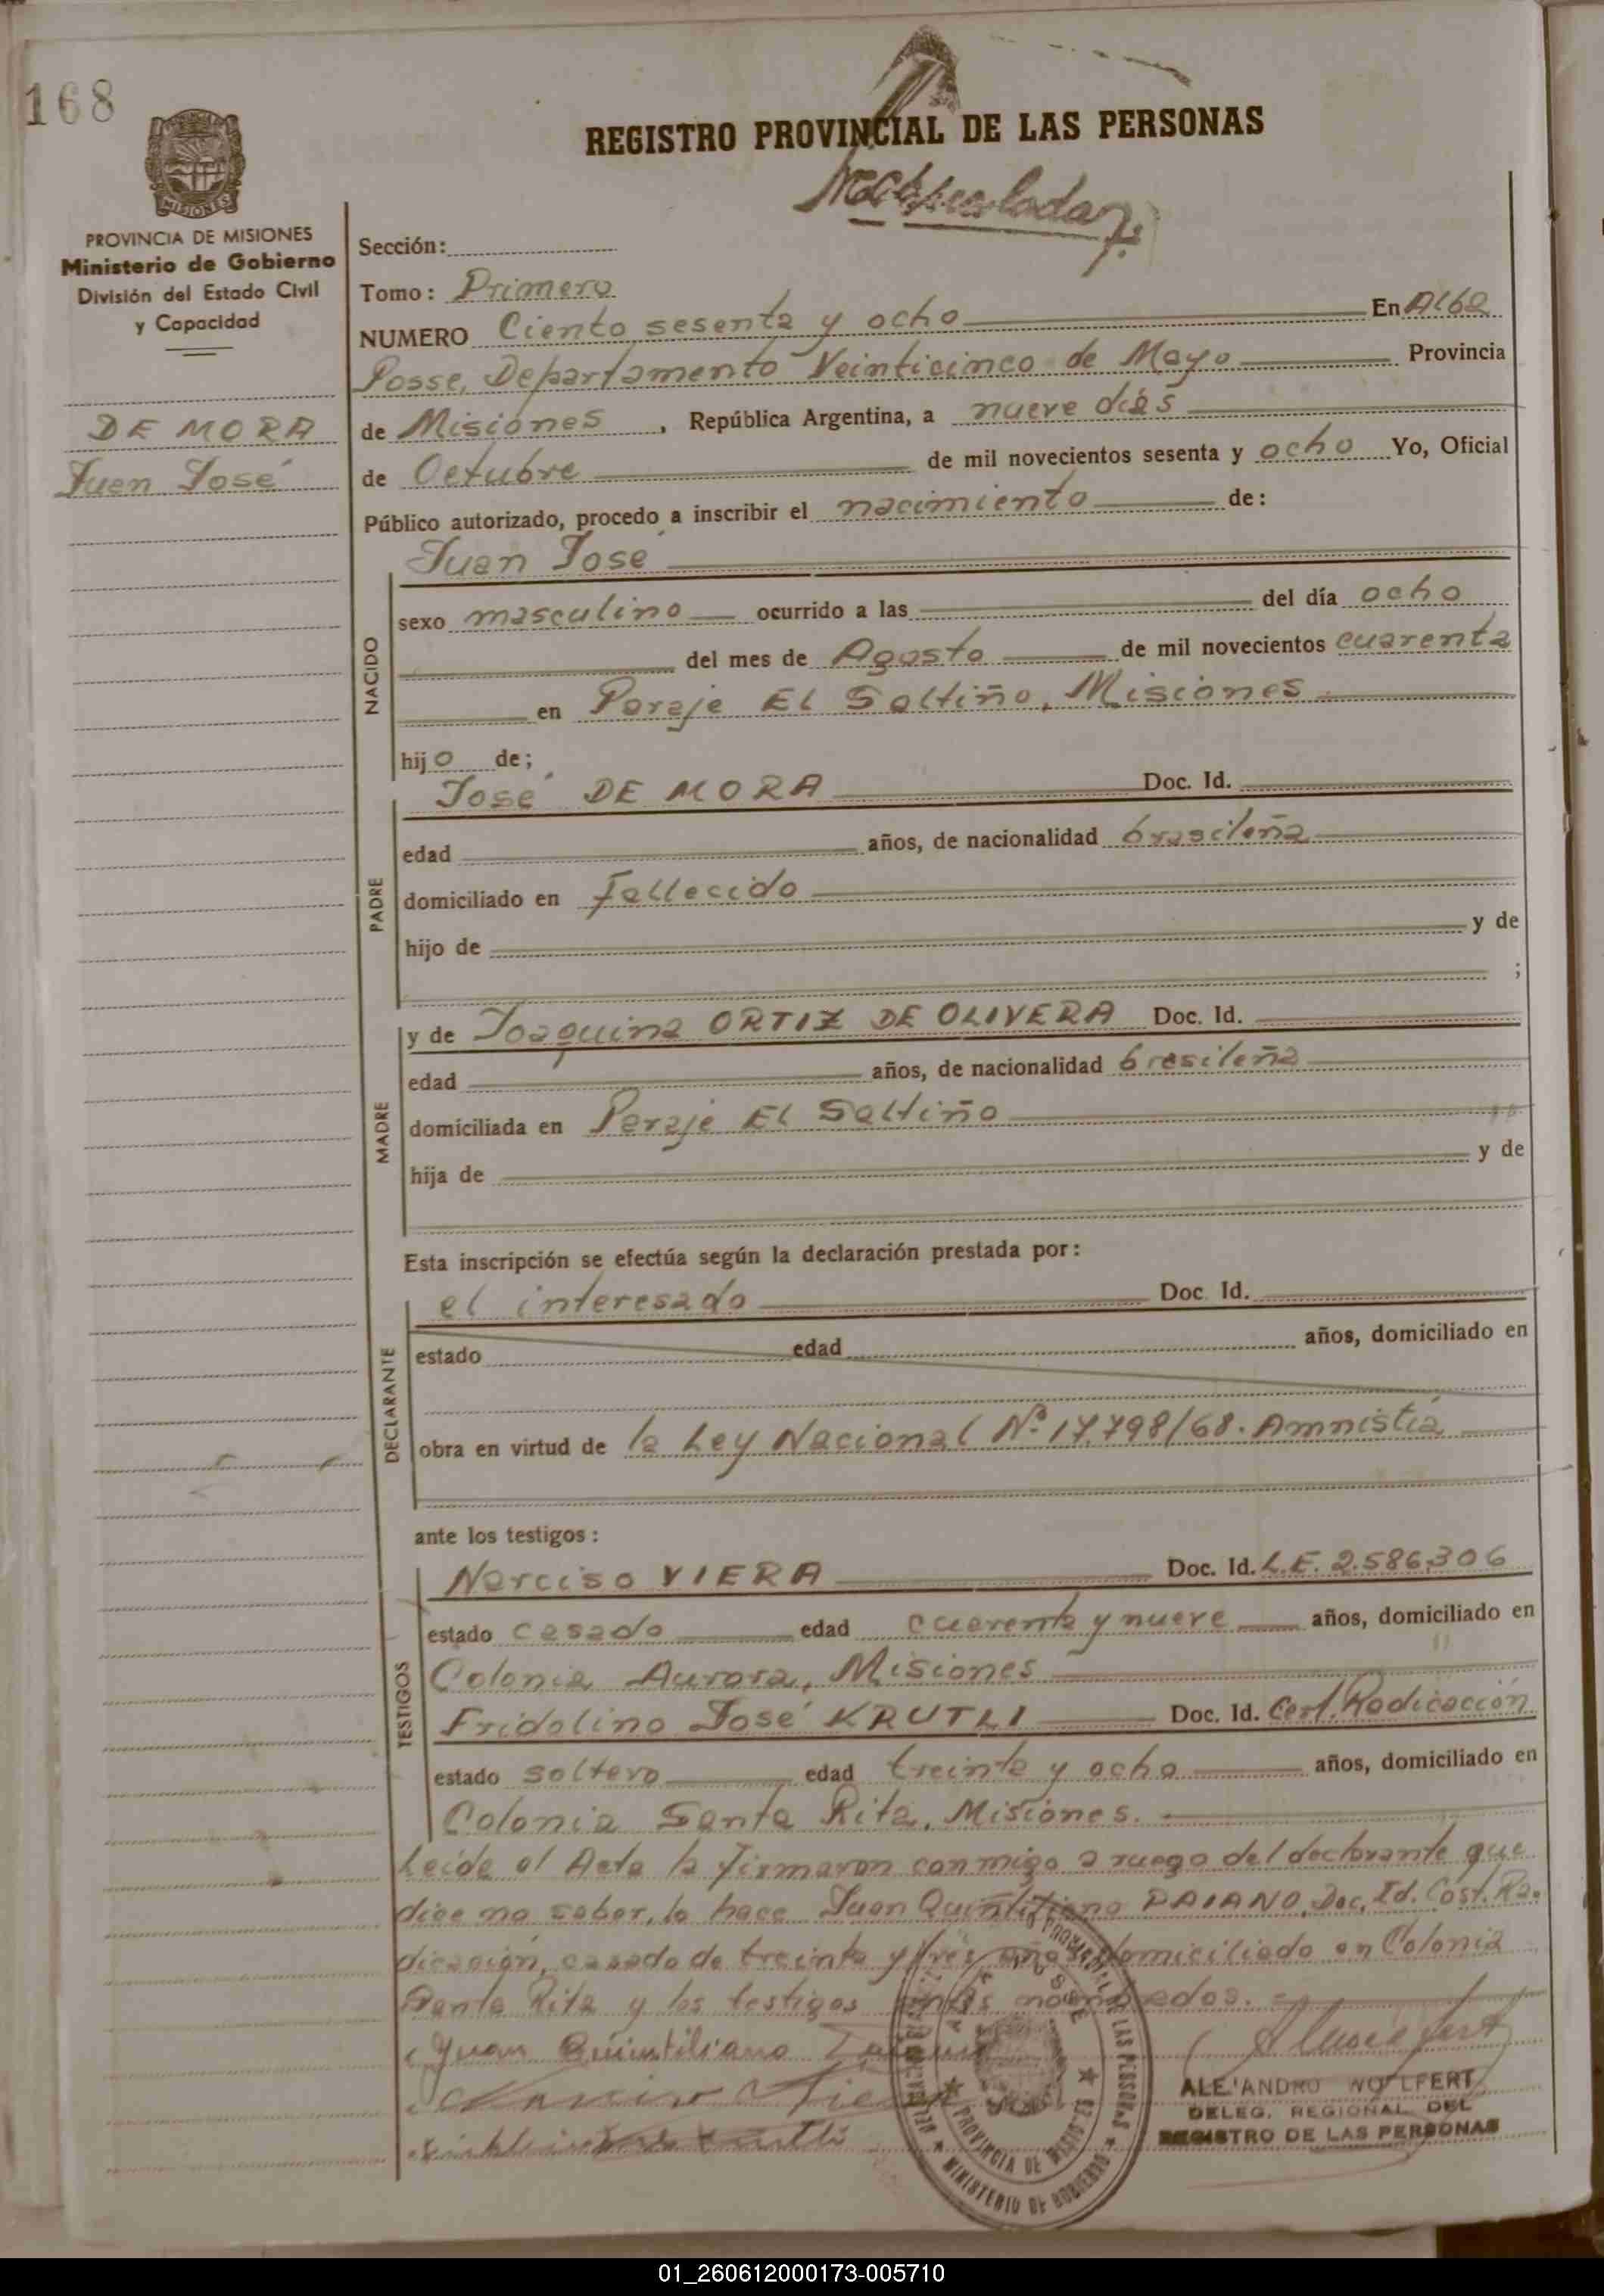 168
REGISTRO PROVINCIAL DE LAS PERSONAS
MISIONES
PROVINCIA DE MISIONES
Ministerio de Gobierno
División del Estado Civil
y Capacidad
DE MORA
Juan José
Sección:
Tomo: Primero
NUMERO Ciento sesenta y ocho En Alba
Posse, Departamento Veinticinco de Mayo Provincia
de Misiones, República Argentina, a nueve días
de Octubre de mil novecientos sesenta y ocho Yo, Oficial
Público autorizado, procedo a inscribir el nacimiento de:
Juan José
NACIDO
sexo masculino ocurrido a las del día ocho
del mes de Agosto de mil novecientos cuarenta
en Paraje El Saltiño, Misiones
hijo de;
PADRE
José DE MORA Doc. Id.
edad años, de nacionalidad brasileña
domiciliado en Fallecido
hijo de y de
;
MADRE
y de Joaquina ORTIZ DE OLIVERA Doc. Id.
edad años, de nacionalidad brasileña
domiciliada en Paraje El Saltiño
hija de y de
Esta inscripción se efectúa según la declaración prestada por:
DECLARANTE
el interesado Doc. Id.
estado edad años, domiciliado en
obra en virtud de la Ley Nacional Nº 17.798/68. Amnistía
ante los testigos:
TESTIGOS
Narciso VIERA Doc. Id. L.E. 2.586.306
estado casado edad cuarenta y nueve años, domiciliado en
Colonia Aurora, Misiones
Fridolino José KRUTLI Doc. Id. Cert. Radicación
estado soltero edad treinta y ocho años, domiciliado en
Colonia Santa Rita, Misiones.
Leída el Acta la firmaron conmigo a ruego del declarante que
dice no saber, lo hace Juan Quintiliano PAIANO, Doc. Id. Cert. Ra-
dicación, casado de treinta y tres años domiciliado en Colonia
Santa Rita y los testigos antes nombrados.
Juan Quintiliano
ALEJANDRO WOLFERT
DELEG. REGIONAL DEL
REGISTRO DE LAS PERSONAS
PROVINCIA DE MISIONES
MINISTERIO DE GOBIERNO
01_260612000173-005710